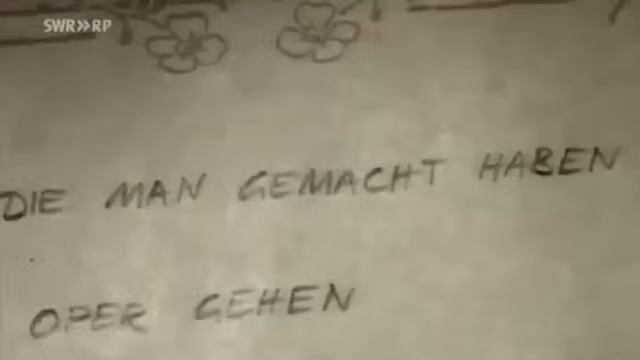 SWR»RP
DIE MAN GEMACHT HABEN
OPER GEHEN